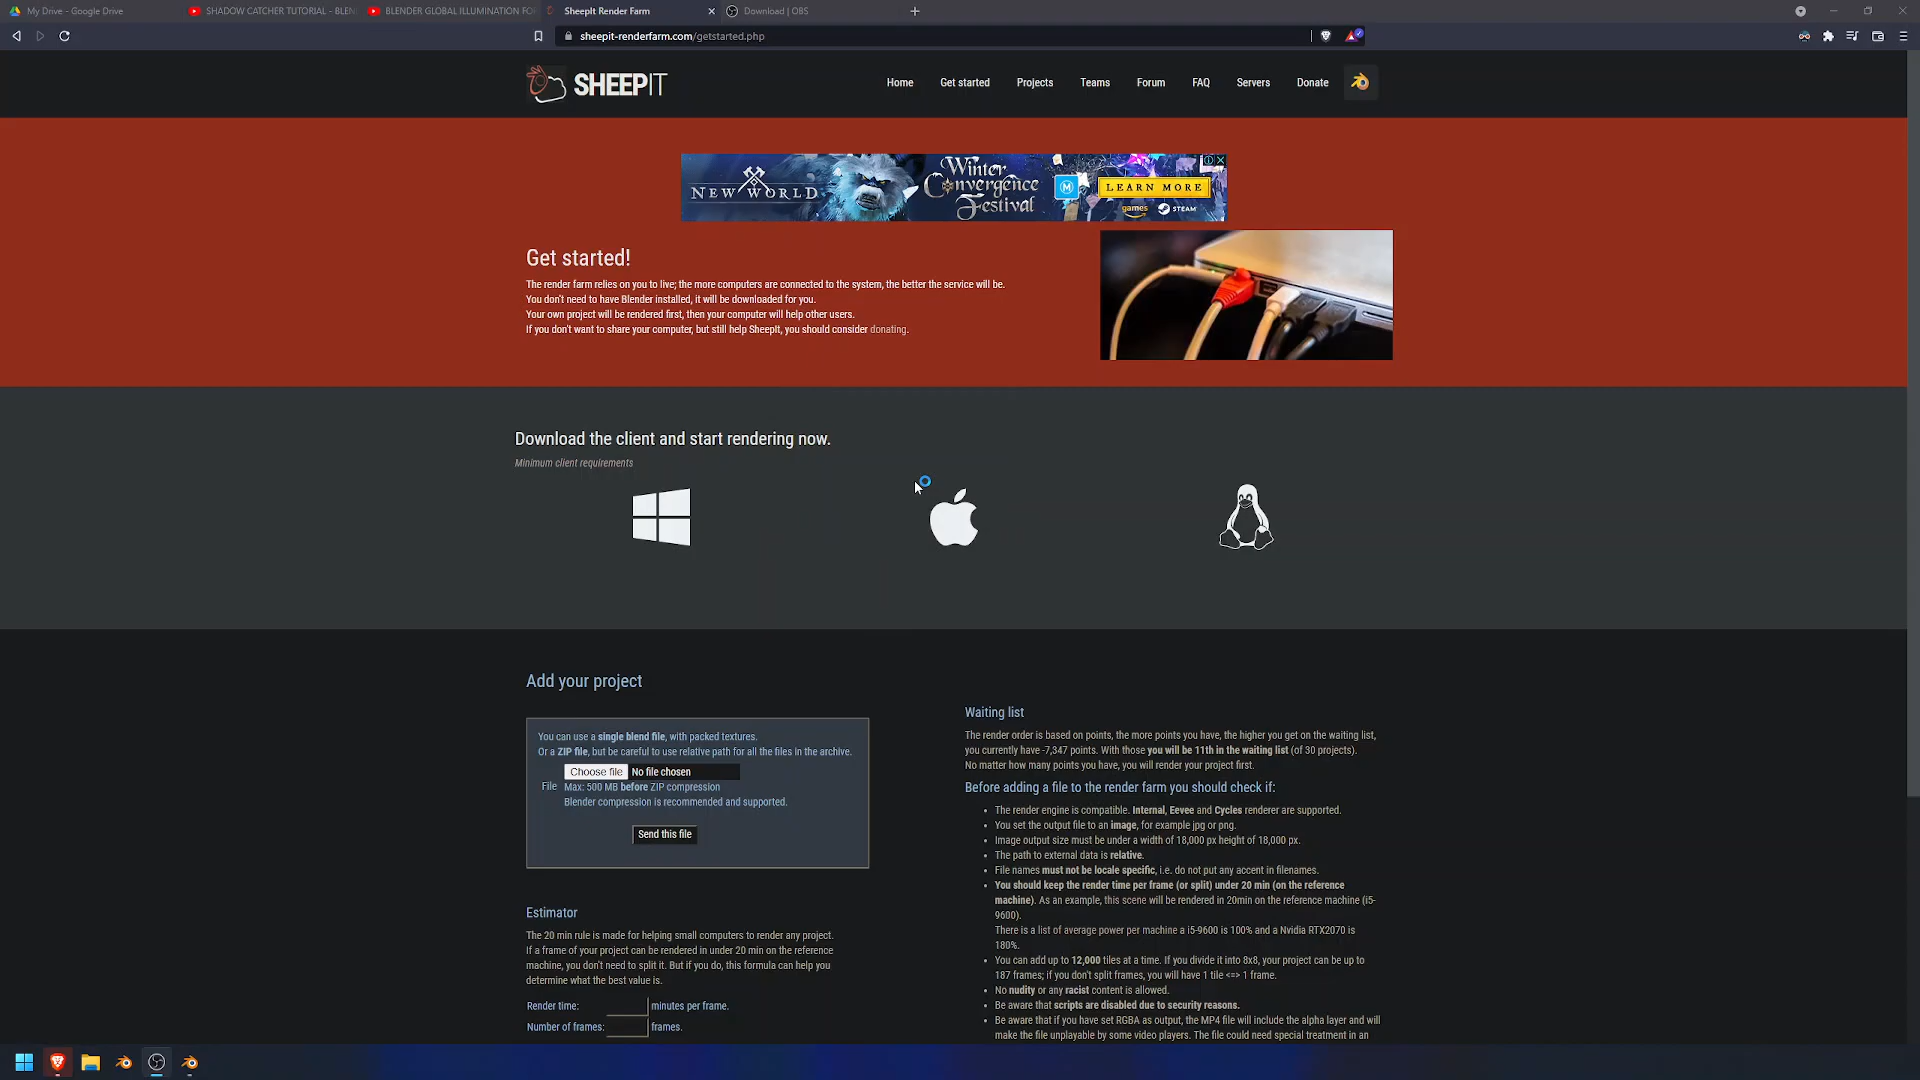 My Drive - Google Drive
SHADOW CATCHER TUTORIAL - BLEN
BLENDER GLOBAL ILLUMINATION FO
SheepIt Render Farm
Download | OBS
sheepit-renderfarm.com/getstarted.php
SHEEPIT
Home
Get started
Projects
Teams
Forum
FAQ
Servers
Donate
NEW WORLD
Winter Convergence Festival
LEARN MORE
games
STEAM
Get started!
The render farm relies on you to live; the more computers are connected to the system, the better the service will be.
You don't need to have Blender installed, it will be downloaded for you.
Your own project will be rendered first, then your computer will help other users.
If you don't want to share your computer, but still help SheepIt, you should consider donating.
Download the client and start rendering now.
Minimum client requirements
Add your project
You can use a single blend file, with packed textures.
Or a ZIP file, but be careful to use relative path for all the files in the archive.
File
Choose file No file chosen
Max: 500 MB before ZIP compression
Blender compression is recommended and supported.
Send this file
Estimator
The 20 min rule is made for helping small computers to render any project.
If a frame of your project can be rendered in under 20 min on the reference
machine, you don't need to split it. But if you do, this formula can help you
determine what the best value is.
Render time: minutes per frame.
Number of frames: frames.
Waiting list
The render order is based on points, the more points you have, the higher you get on the waiting list,
you currently have -7,347 points. With those you will be 11th in the waiting list (of 30 projects).
No matter how many points you have, you will render your project first.
Before adding a file to the render farm you should check if:
The render engine is compatible. Internal, Eevee and Cycles renderer are supported.
You set the output file to an image, for example jpg or png.
Image output size must be under a width of 18,000 px height of 18,000 px.
The path to external data is relative.
File names must not be locale specific, i.e. do not put any accent in filenames.
You should keep the render time per frame (or split) under 20 min (on the reference
machine). As an example, this scene will be rendered in 20min on the reference machine (i5-
9600).
There is a list of average power per machine a i5-9600 is 100% and a Nvidia RTX2070 is
180%.
You can add up to 12,000 tiles at a time. If you divide it into 8x8, your project can be up to
187 frames; if you don't split frames, you will have 1 tile <=> 1 frame.
No nudity or any racist content is allowed.
Be aware that scripts are disabled due to security reasons.
Be aware that if you have set RGBA as output, the MP4 file will include the alpha layer and will
make the file unplayable by some video players. The file could need special treatment in an